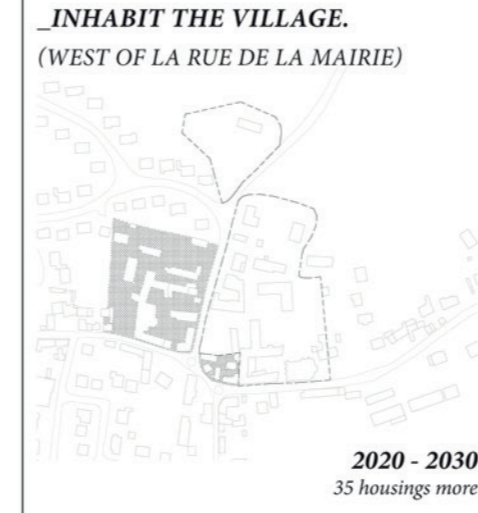 _INHABIT THE VILLAGE.
(WEST OF LA RUE DE LA MAIRIE)
2020 - 2030
35 housings more